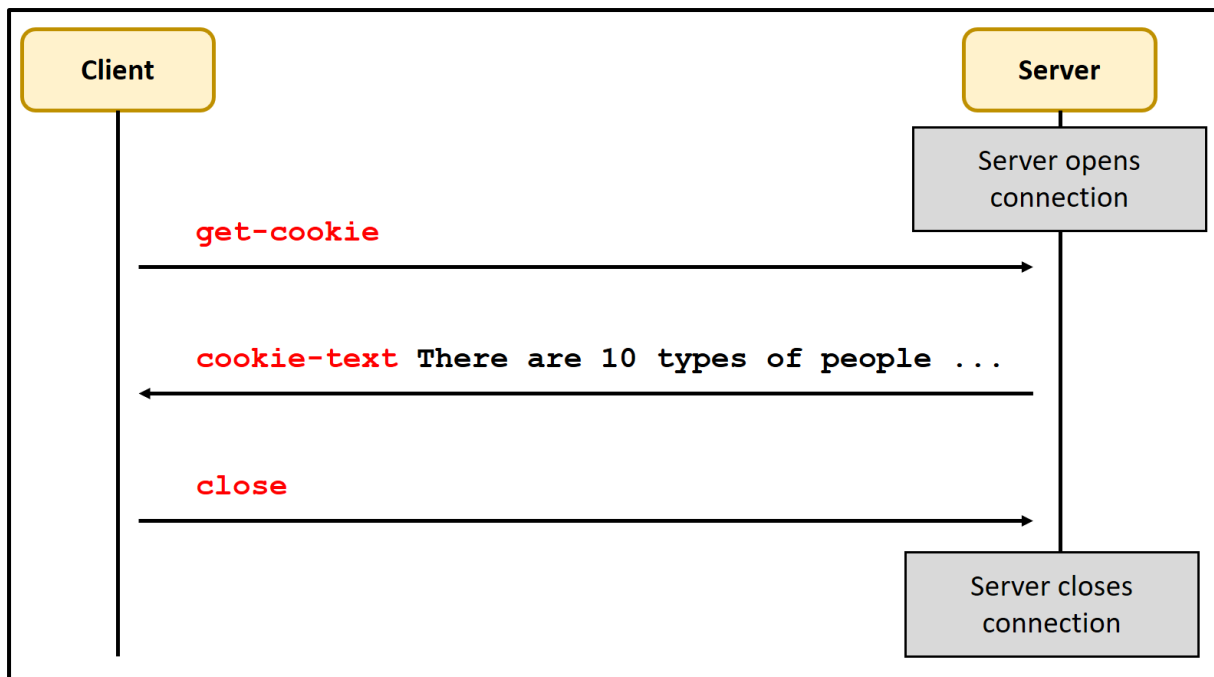 Client
Server
Server opens
connection
get-cookie
cookie-text There are 10 types of people ...
close
Server closes
connection